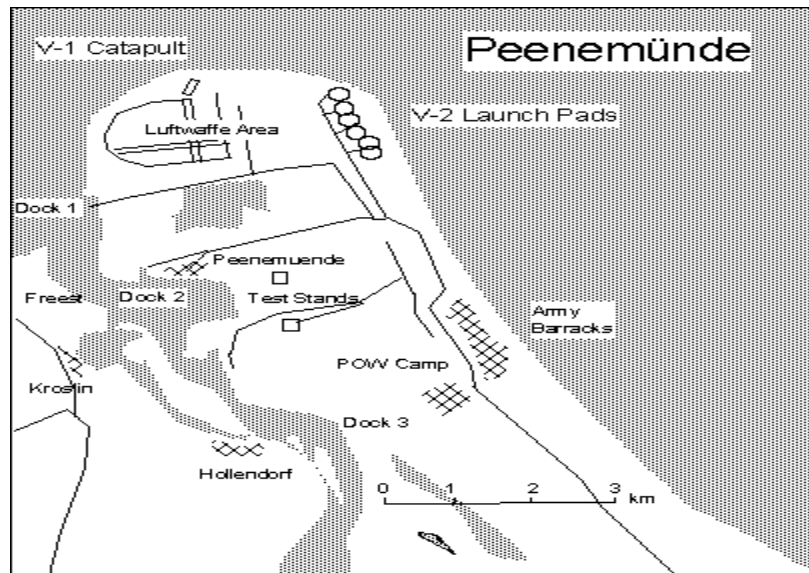 V-1 Catapult
Peenemünde
V-2 Launch Pads
Luftwaffe Area
Dock 1
Peenemuende
Freest
Dock 2
Test Stands
Army
Barracks
POW Camp
Kroslin
Dock 3
Hollendorf
0 1 2 3
km